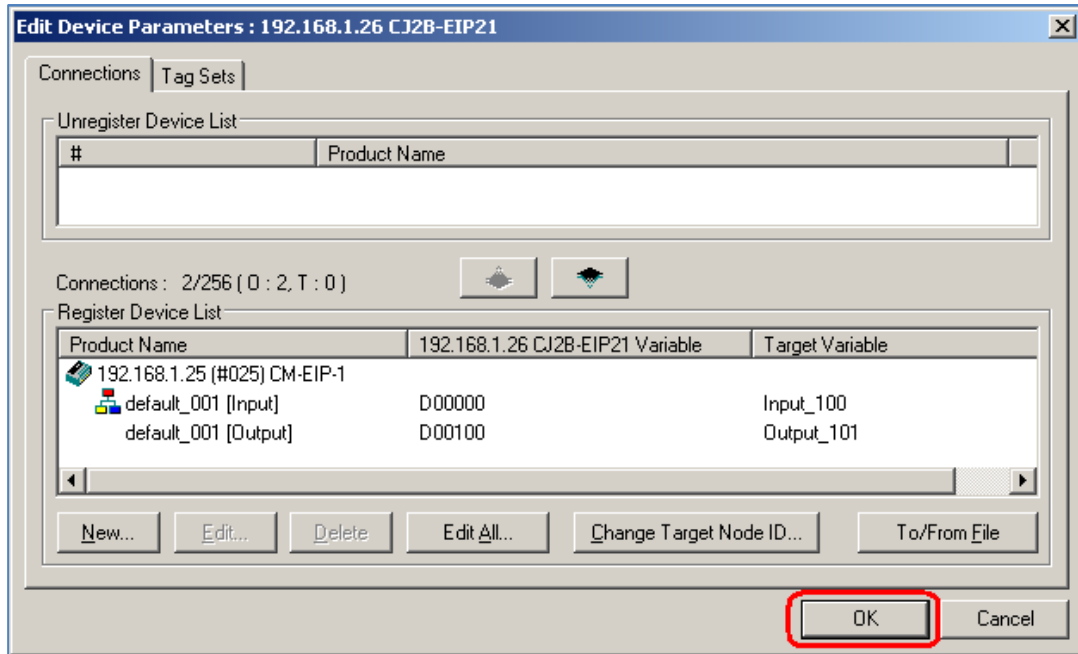 Edit Device Parameters : 192.168.1.26 CJ2B-EIP21
Connections Tag Sets
Unregister Device List
# Product Name
Connections : 2/256 ( O : 2, T : 0 )
Register Device List
Product Name 192.168.1.26 CJ2B-EIP21 Variable Target Variable
192.168.1.25 (#025) CM-EIP-1
default_001 [Input] D00000 Input_100
default_001 [Output] D00100 Output_101
New... Edit... Delete Edit All... Change Target Node ID... To/From File
OK Cancel